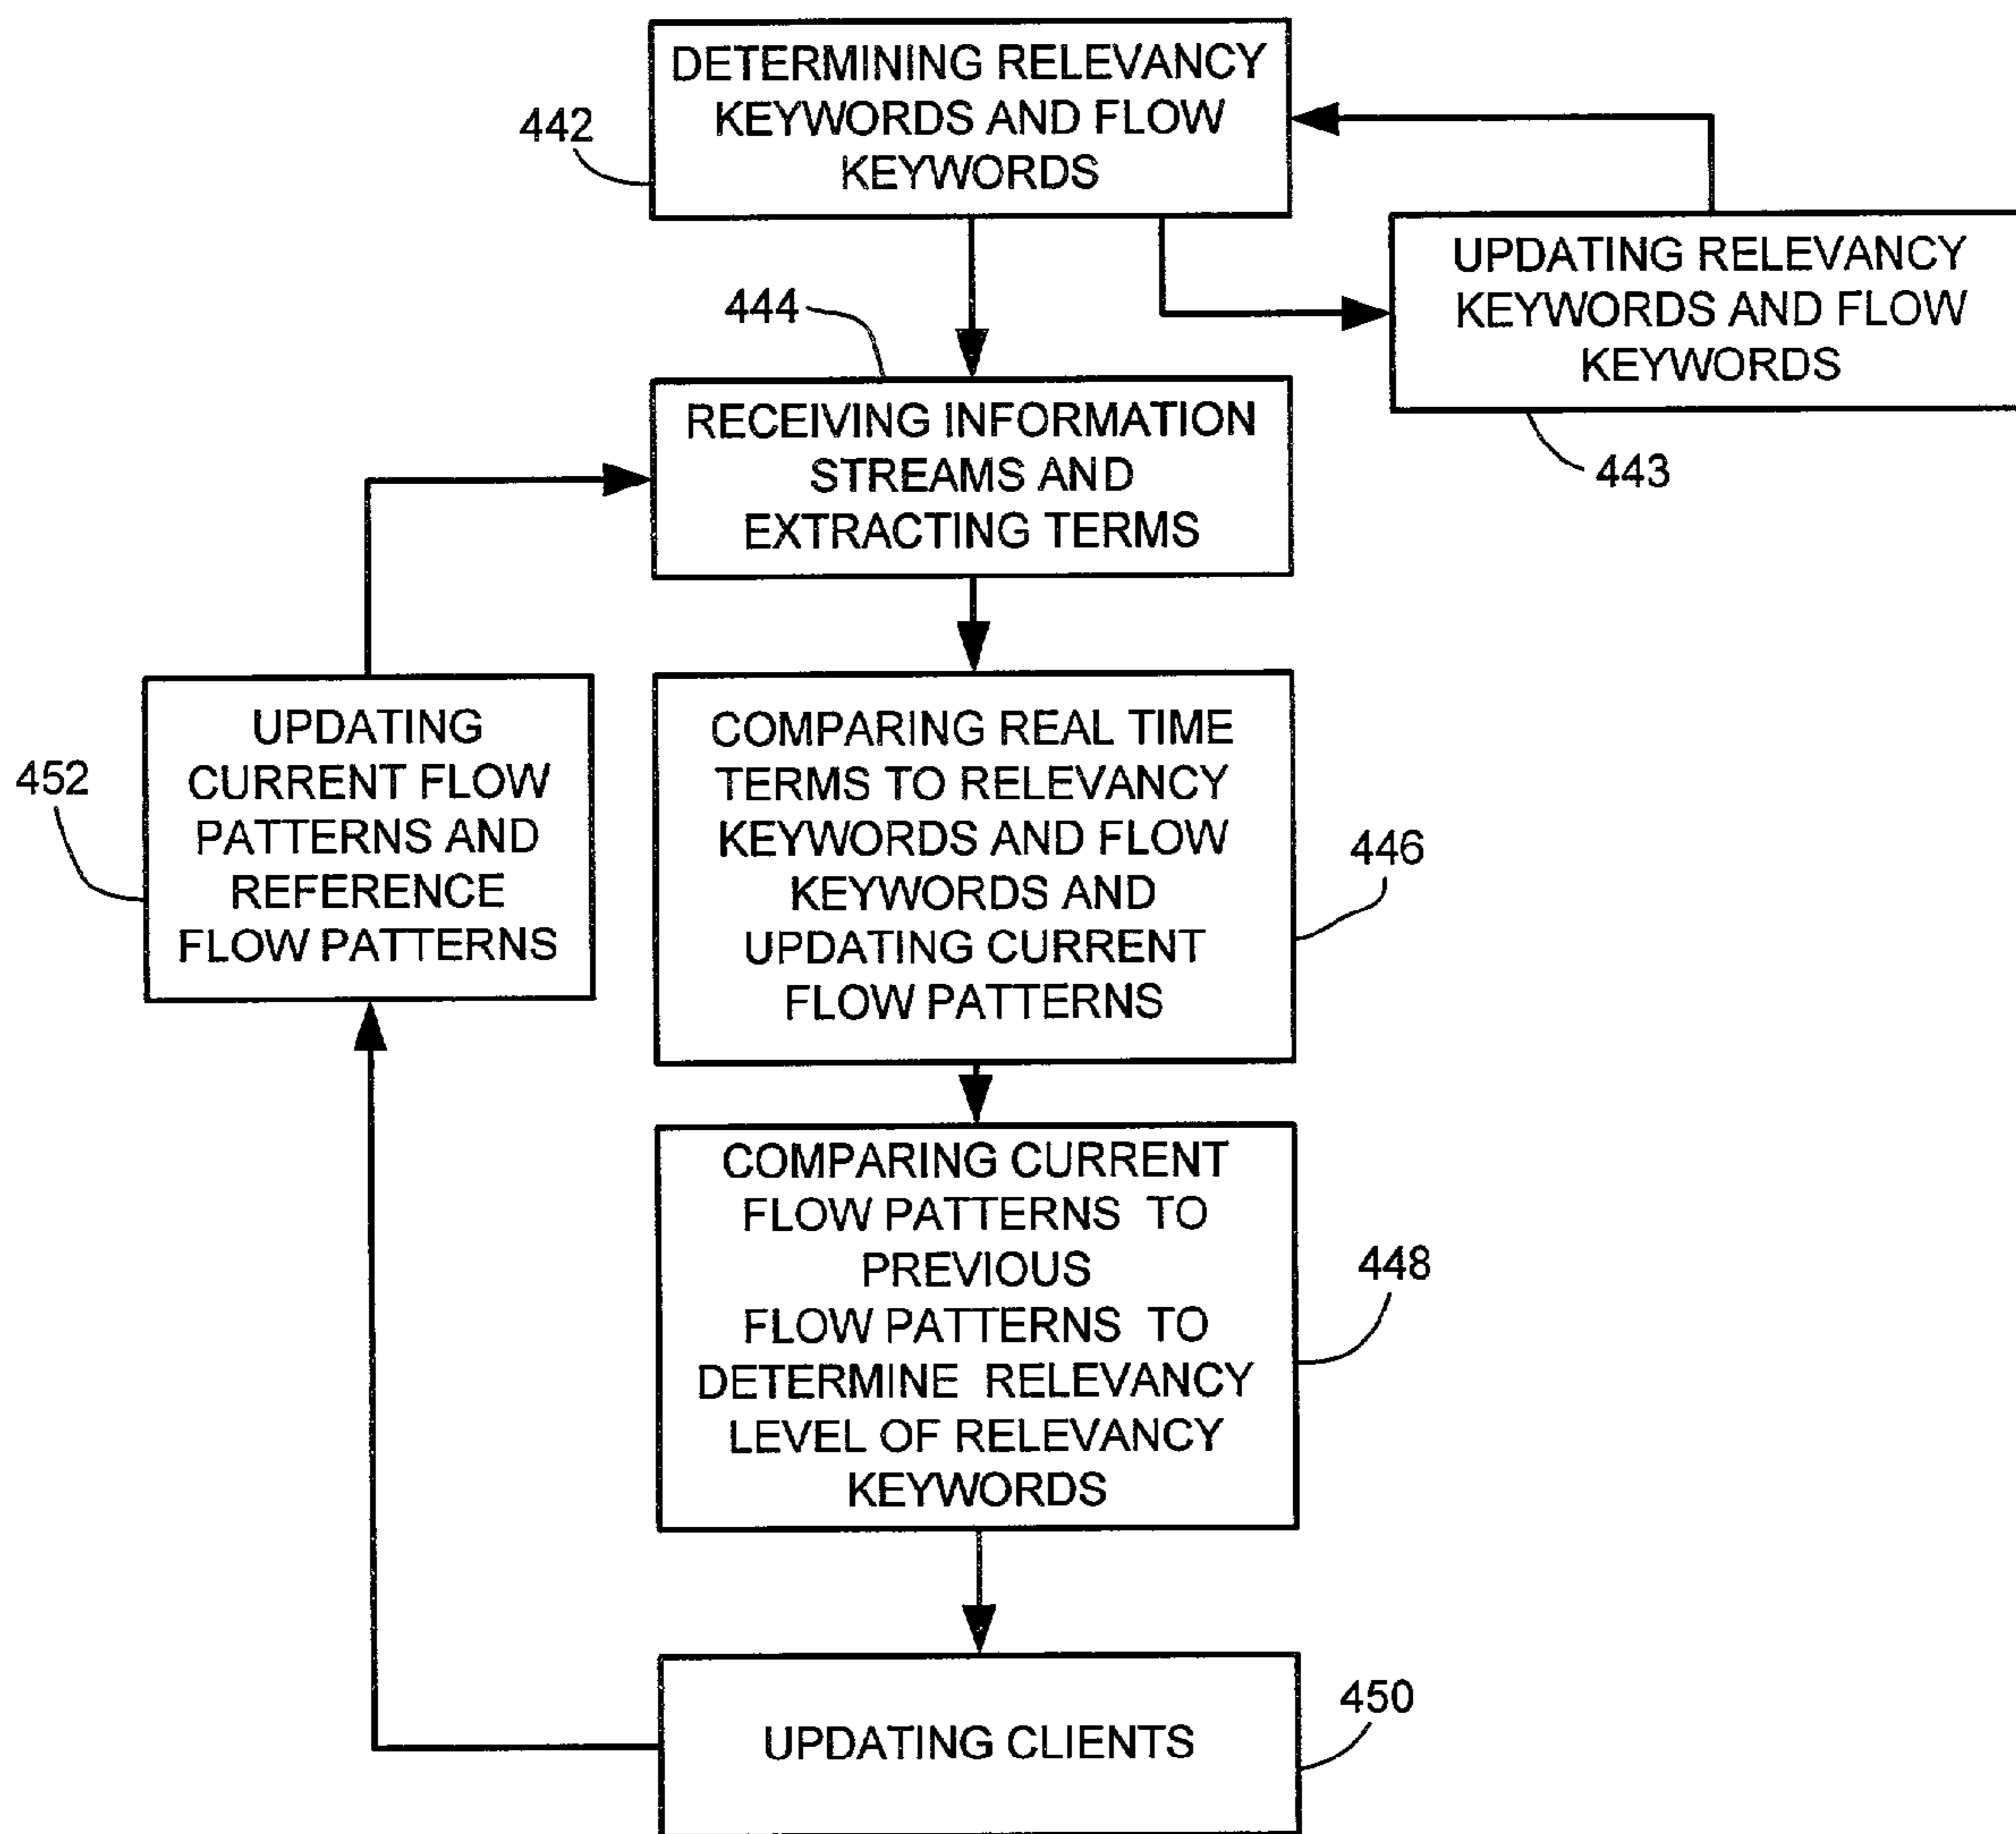 DETERMINING RELEVANCY
KEYWORDS AND FLOW
KEYWORDS
442
UPDATING RELEVANCY
KEYWORDS AND FLOW
KEYWORDS
443
444
RECEIVING INFORMATION
STREAMS AND
EXTRACTING TERMS
UPDATING
CURRENT FLOW
PATTERNS AND
REFERENCE
FLOW PATTERNS
452
COMPARING REAL TIME
TERMS TO RELEVANCY
KEYWORDS AND FLOW
KEYWORDS AND
UPDATING CURRENT
FLOW PATTERNS
446
COMPARING CURRENT
FLOW PATTERNS TO
PREVIOUS
FLOW PATTERNS TO
DETERMINE RELEVANCY
LEVEL OF RELEVANCY
KEYWORDS
448
UPDATING CLIENTS
450